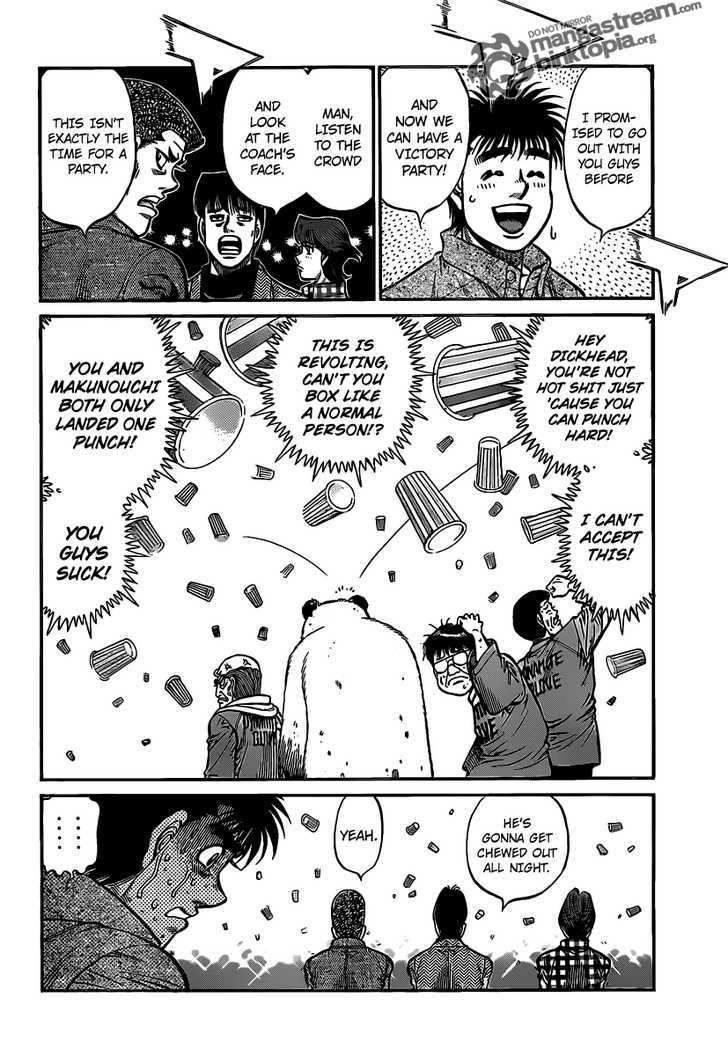 DO NOT MIRROR
mangastream.com
binktopia.org
I PROM-
ISED TO GO
OUT WITH
YOU GUYS
BEFORE
AND
NOW WE
CAN HAVE A
VICTORY
PARTY!
MAN,
LISTEN
TO THE
CROWD
AND
LOOK
AT THE
COACH'S
FACE.
THIS ISN'T
EXACTLY THE
TIME FOR A
PARTY.
HEY
DICKHEAD,
YOU'RE NOT
HOT SHIT JUST
'CAUSE YOU
CAN PUNCH
HARD!
THIS IS
REVOLTING,
CAN'T YOU
BOX LIKE
A NORMAL
PERSON!?
YOU AND
MAKUNOUCHI
BOTH ONLY
LANDED ONE
PUNCH!
I CAN'T
ACCEPT
THIS!
YOU
GUYS
SUCK!
HE'S
GONNA GET
CHEWED OUT
ALL NIGHT.
YEAH.
......